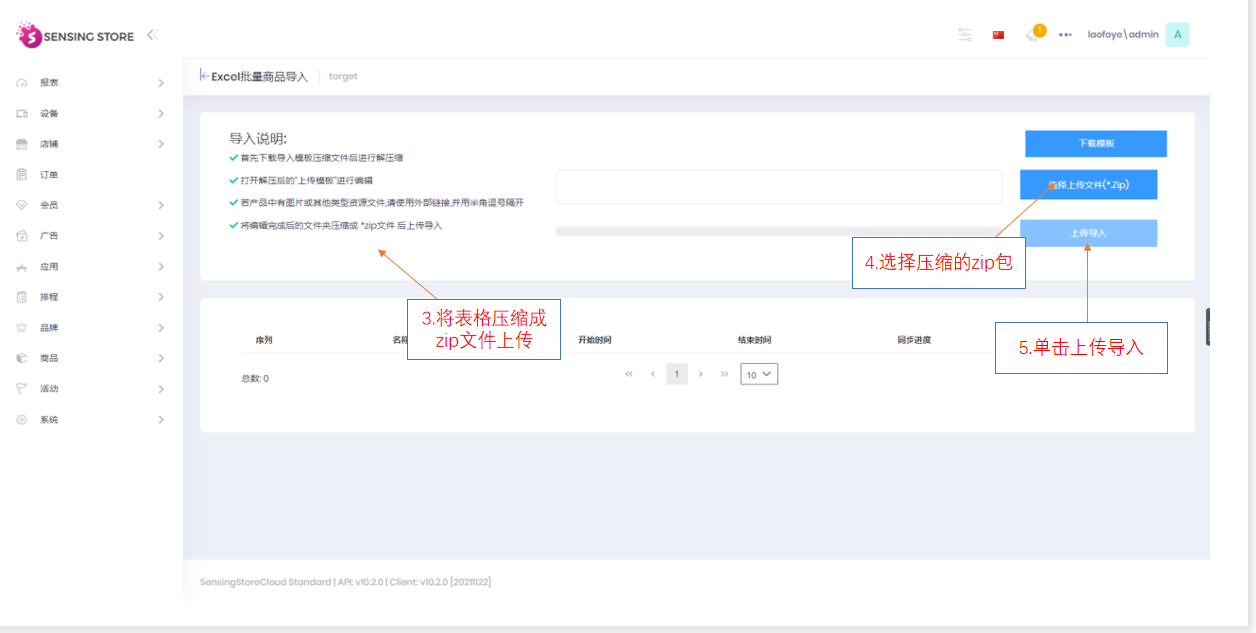 SENSING STORE
1
laofoye\admin
A
报表
设备
店铺
订单
会员
广告
应用
排程
品牌
商品
活动
系统
Excel批量商品导入
target
导入说明:
首先下载导入模板压缩文件后进行解压缩
打开解压后的"上传模板"进行编辑
若产品中有图片或其他类型资源文件,请使用外部链接,并用半角逗号隔开
将编辑完成后的文件夹压缩成 *zip文件 后上传导入
下载模板
选择上传文件(*.Zip)
上传导入
4.选择压缩的zip包
3.将表格压缩成
zip文件上传
5.单击上传导入
序列
名称
开始时间
结束时间
同步进度
总数: 0
1
10
SensingStoreCloud Standard | API: v10.2.0 | Client: v10.2.0 [20211122]